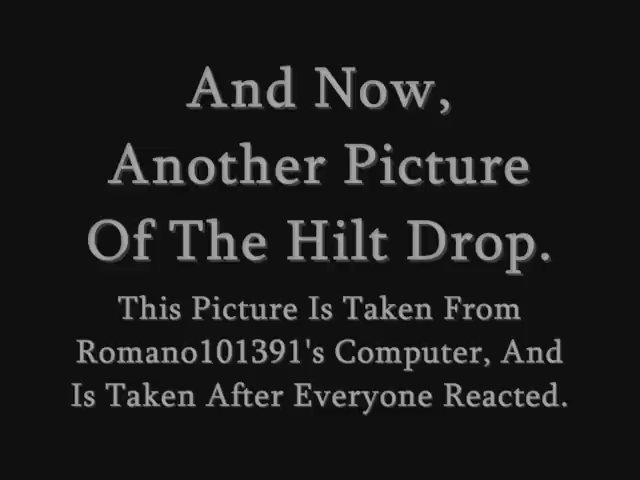 And Now,
Another Picture
Of The Hilt Drop.
This Picture Is Taken From
Romano101391's Computer, And
Is Taken After Everyone Reacted.